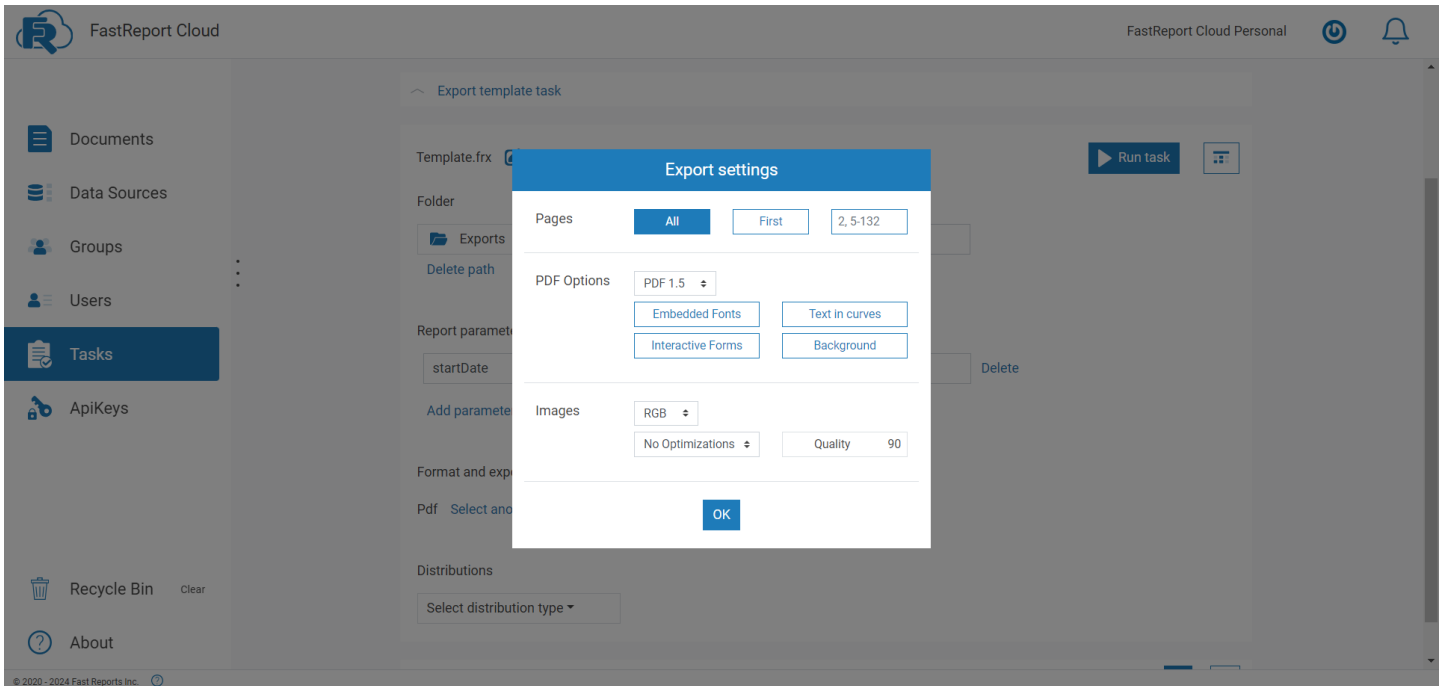 FastReport Cloud
FastReport Cloud Personal
Documents
Data Sources
Groups
Users
Tasks
ApiKeys
Recycle Bin Clear
About
Export template task
Template.frx
Run task
Folder
Exports
Delete path
Report paramet
startDate
Delete
Add paramete
Format and exp
Pdf Select ano
Distributions
Select distribution type
Export settings
Pages All First 2, 5-132
PDF Options PDF 1.5
Embedded Fonts Text in curves
Interactive Forms Background
Images RGB
No Optimizations Quality 90
OK
© 2020 - 2024 Fast Reports Inc. ?